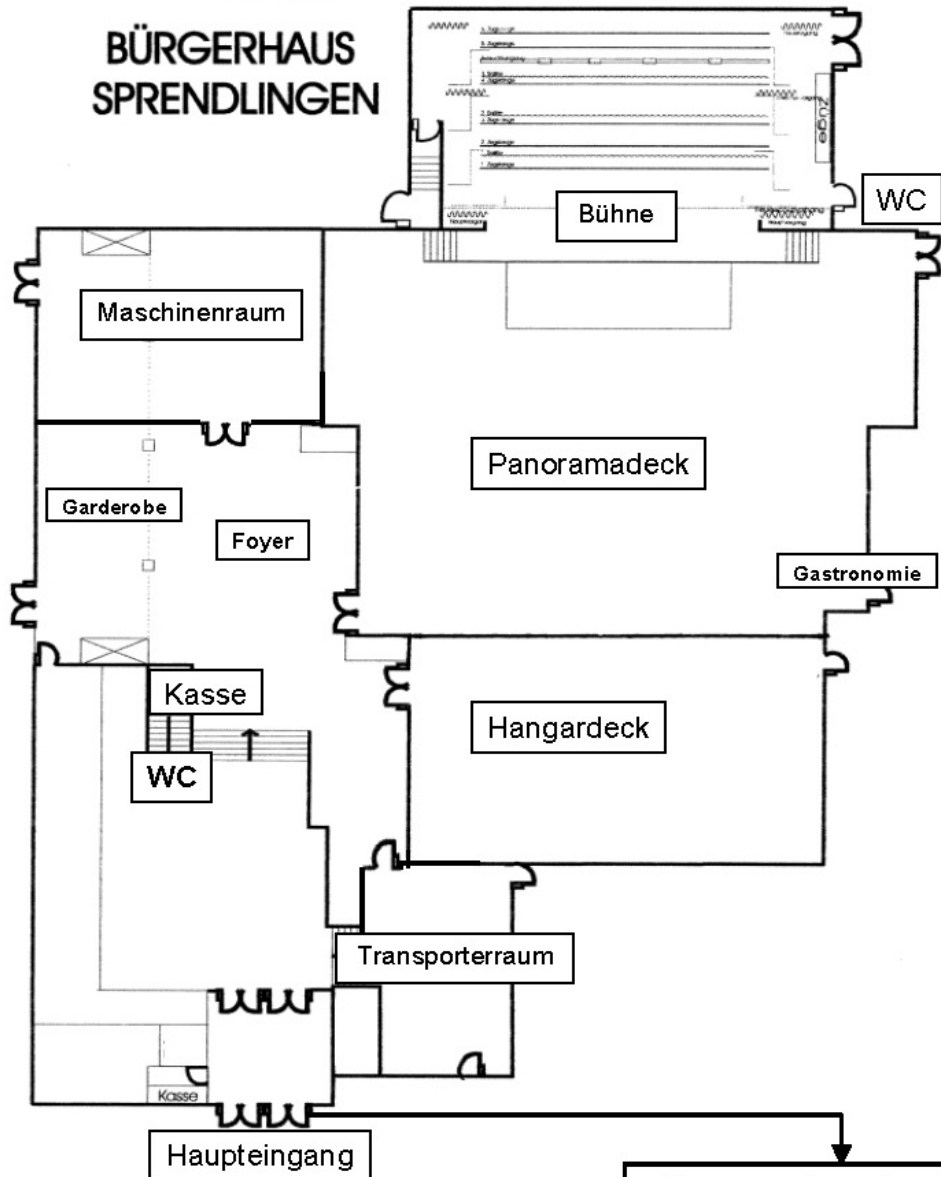 BÜRGERHAUS
SPRENDLINGEN
Züge
Bühne
WC
Maschinenraum
Panoramadeck
Garderobe
Foyer
Gastronomie
Kasse
Hangardeck
WC
Transporterraum
Kasse
Haupteingang